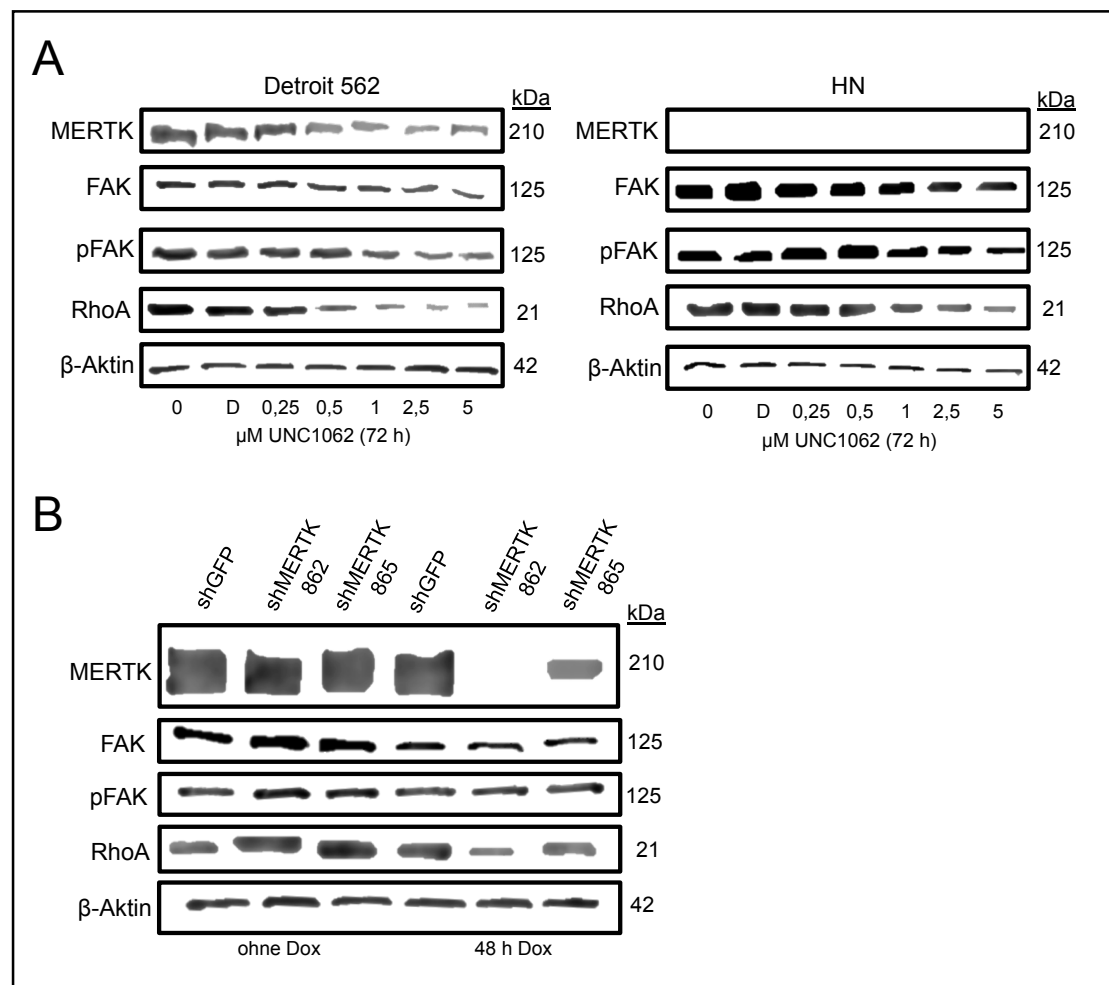 A
Detroit 562
kDa
MERTK 210
FAK 125
pFAK 125
RhoA 21
β-Aktin 42
0 D 0,25 0,5 1 2,5 5
µM UNC1062 (72 h)
HN
kDa
MERTK 210
FAK 125
pFAK 125
RhoA 21
β-Aktin 42
0 D 0,25 0,5 1 2,5 5
µM UNC1062 (72 h)
B
shGFP
shMERTK
862
shMERTK
865
shGFP
shMERTK
862
shMERTK
865
kDa
MERTK 210
FAK 125
pFAK 125
RhoA 21
β-Aktin 42
ohne Dox 48 h Dox